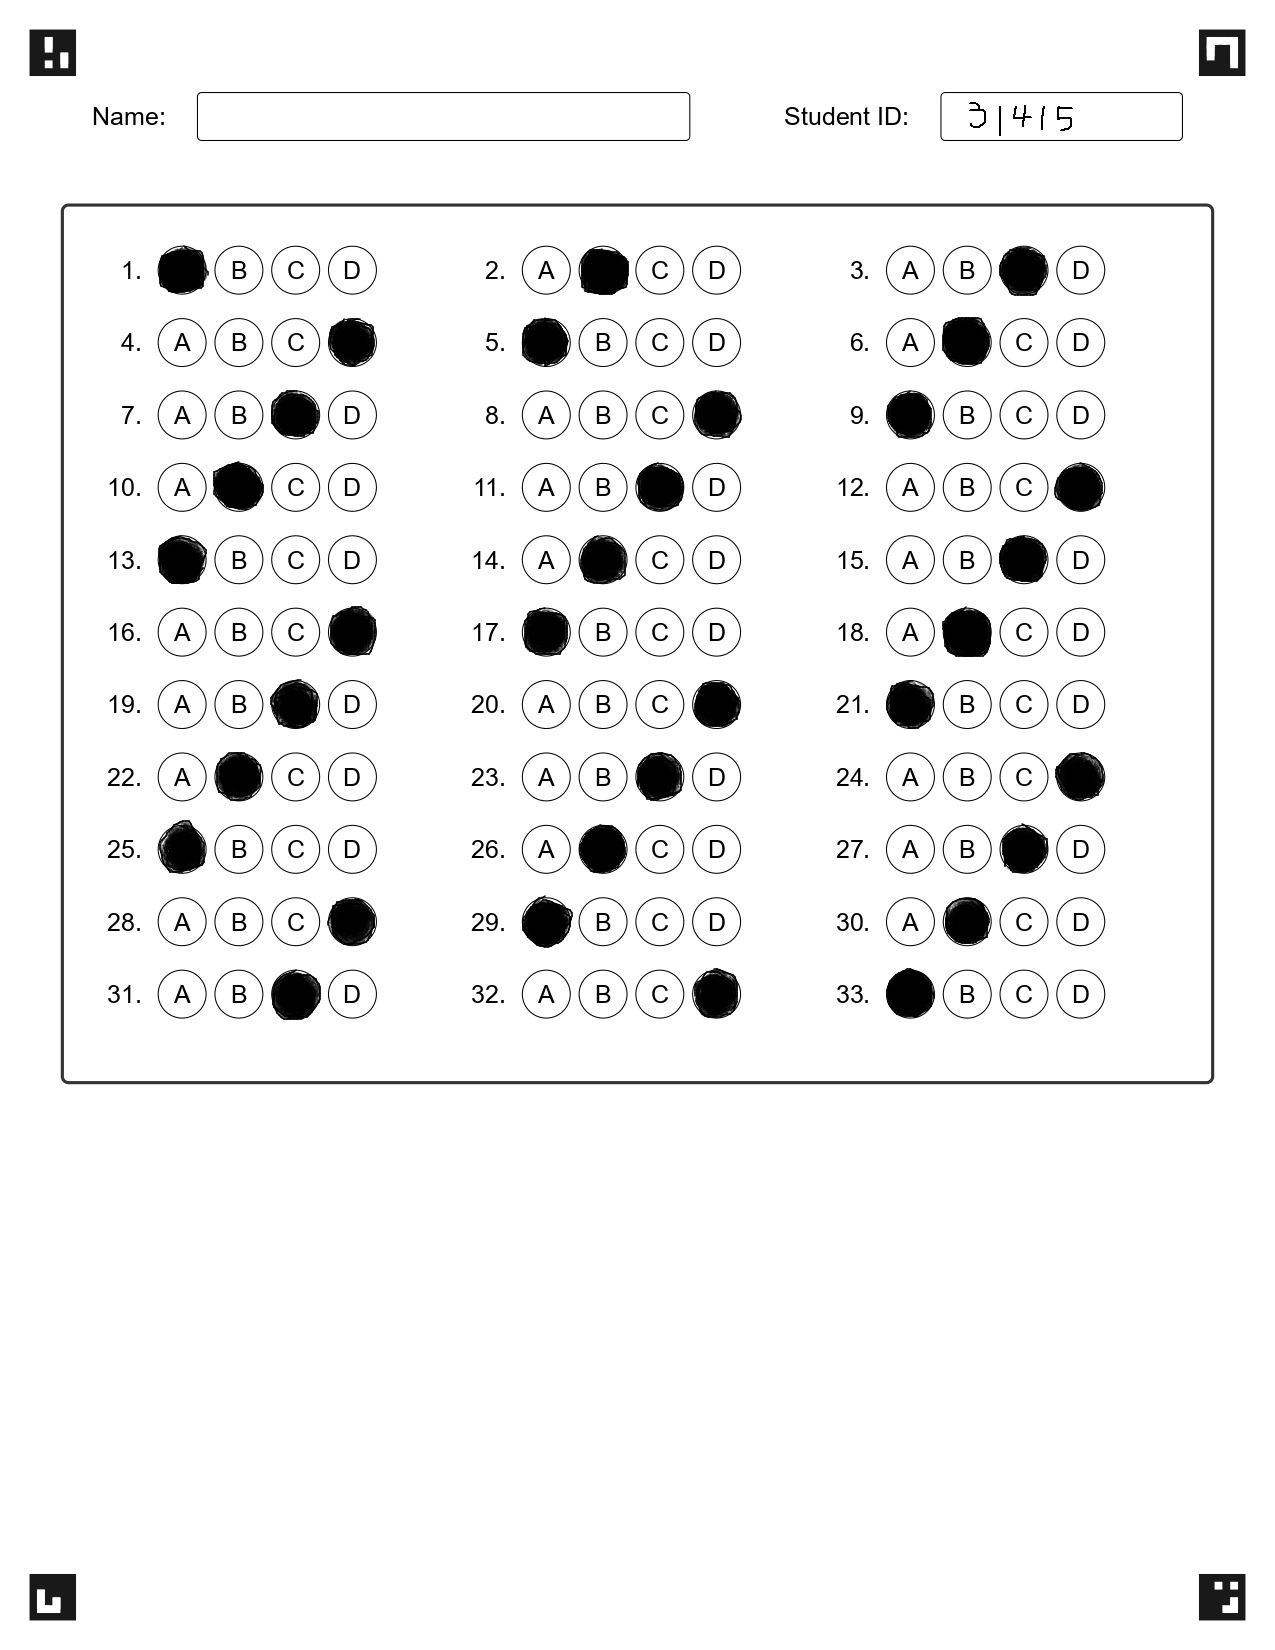 Name: Student ID: 31415
1. B C D 2. A C D 3. A B D
4. A B C 5. B C D 6. A C D
7. A B D 8. A B C 9. B C D
10. A C D 11. A B D 12. A B C
13. B C D 14. A C D 15. A B D
16. A B C 17. B C D 18. A C D
19. A B D 20. A B C 21. B C D
22. A C D 23. A B D 24. A B C
25. B C D 26. A C D 27. A B D
28. A B C 29. B C D 30. A C D
31. A B D 32. A B C 33. B C D